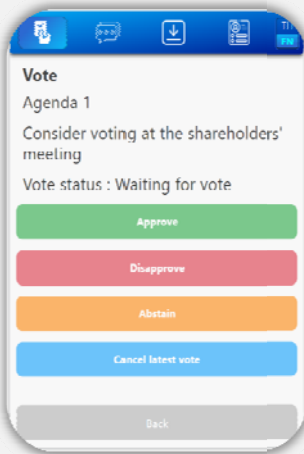 EN
Vote
Agenda 1
Consider voting at the shareholders'
meeting
Vote status : Waiting for vote
Approve
Disapprove
Abstain
Cancel latest vote
Back